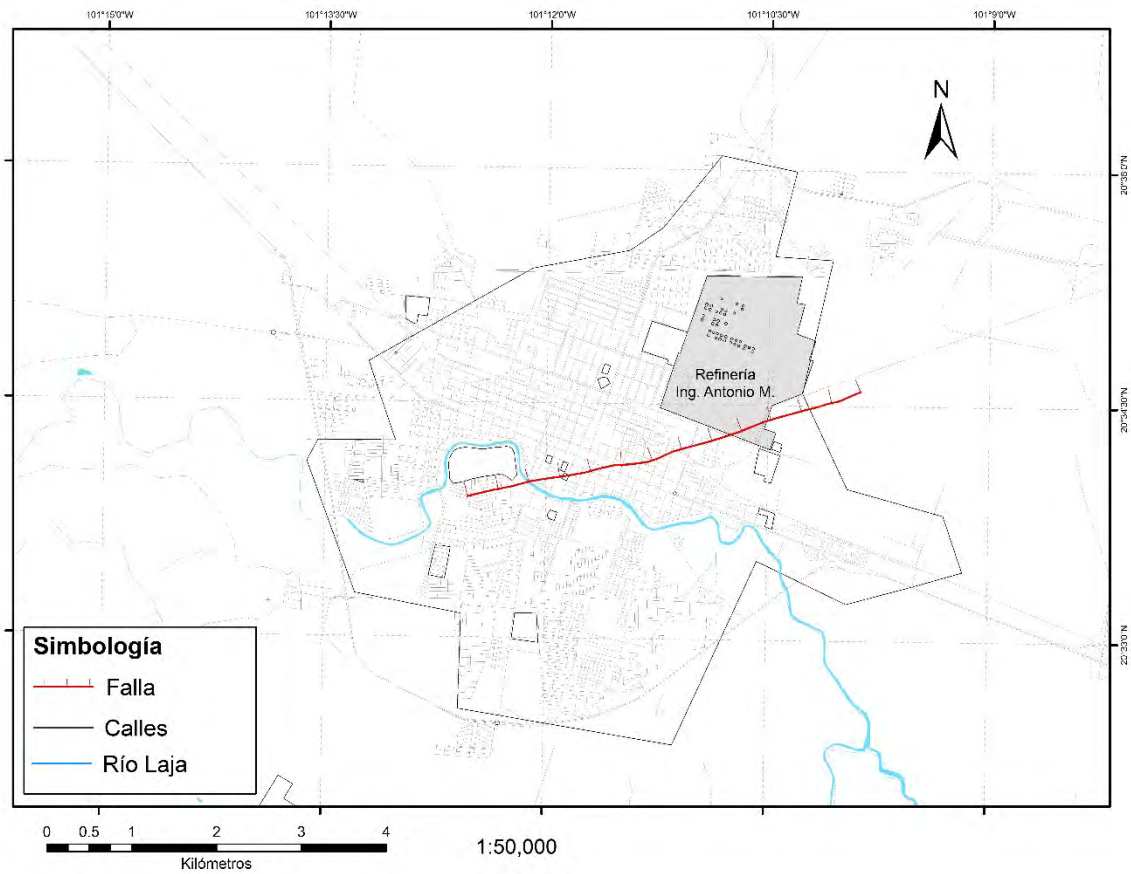 101°15'0"W
101°13'30"W
101°12'0"W
101°10'30"W
101°9'0"W
N
20°36'0"N
Refinería
Ing. Antonio M.
20°34'30"N
20°33'0"N
Simbología
Falla
Calles
Río Laja
0 0.5 1 2 3 4
Kilómetros
1:50,000